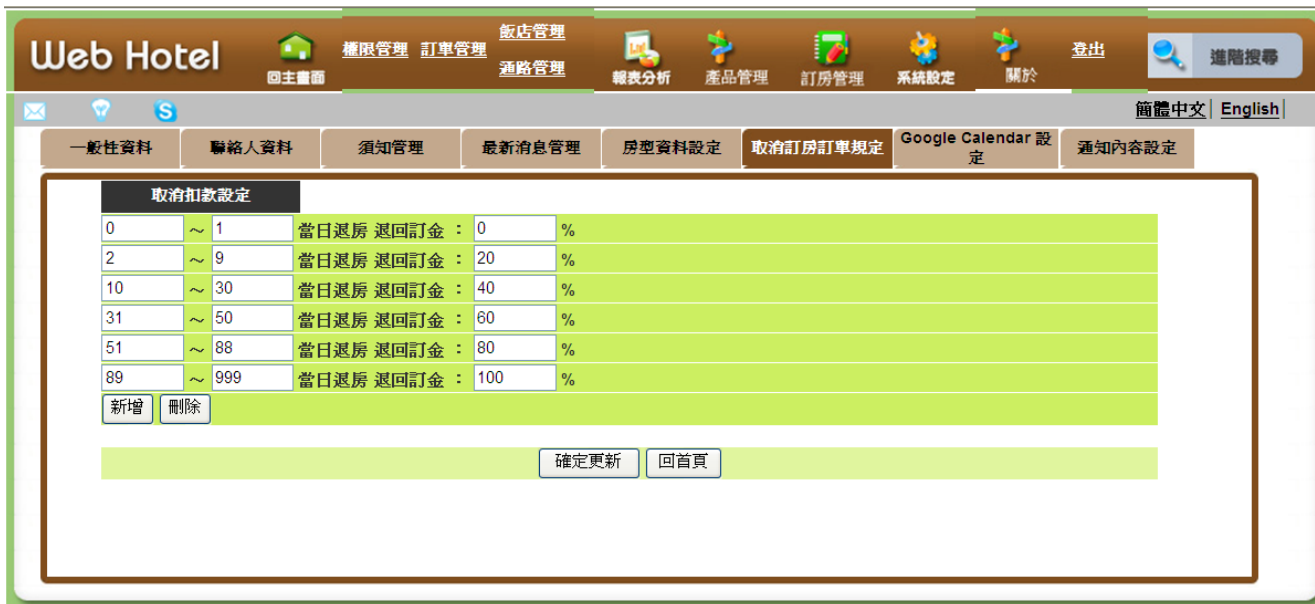 Web Hotel
回主畫面
權限管理 訂單管理
飯店管理
通路管理
報表分析
產品管理
訂房管理
系統設定
關於
登出
進階搜尋
簡體中文| English|
一般性資料
聯絡人資料
須知管理
最新消息管理
房型資料設定
取消訂房訂單規定
Google Calendar 設
定
通知內容設定
取消扣款設定
0 ～ 1 當日退房 退回訂金 ： 0 %
2 ～ 9 當日退房 退回訂金 ： 20 %
10 ～ 30 當日退房 退回訂金 ： 40 %
31 ～ 50 當日退房 退回訂金 ： 60 %
51 ～ 88 當日退房 退回訂金 ： 80 %
89 ～ 999 當日退房 退回訂金 ： 100 %
新增 刪除
確定更新 回首頁